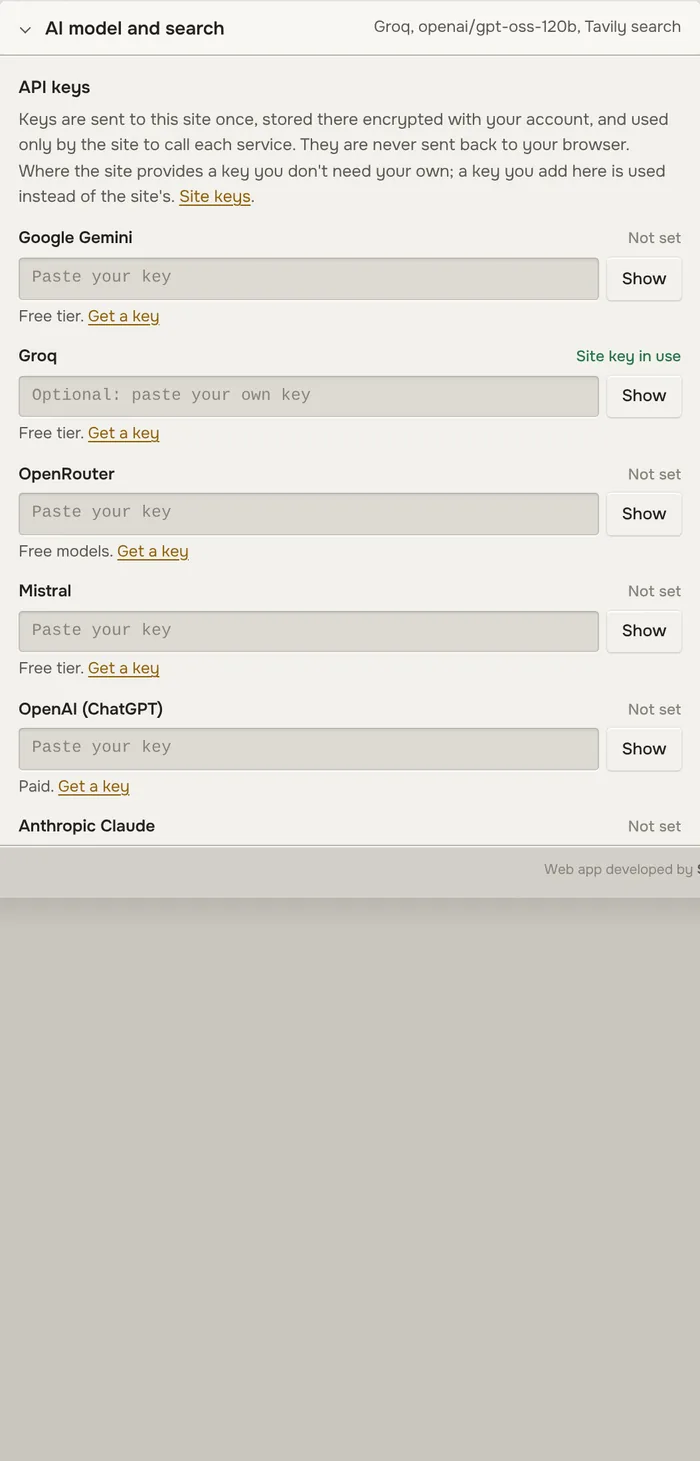 AI model and search
Groq, openai/gpt-oss-120b, Tavily search
API keys
Keys are sent to this site once, stored there encrypted with your account, and used
only by the site to call each service. They are never sent back to your browser.
Where the site provides a key you don't need your own; a key you add here is used
instead of the site's. Site keys.
Google Gemini
Not set
Paste your key
Show
Free tier. Get a key
Groq
Site key in use
Optional: paste your own key
Show
Free tier. Get a key
OpenRouter
Not set
Paste your key
Show
Free models. Get a key
Mistral
Not set
Paste your key
Show
Free tier. Get a key
OpenAI (ChatGPT)
Not set
Paste your key
Show
Paid. Get a key
Anthropic Claude
Not set
Web app developed by